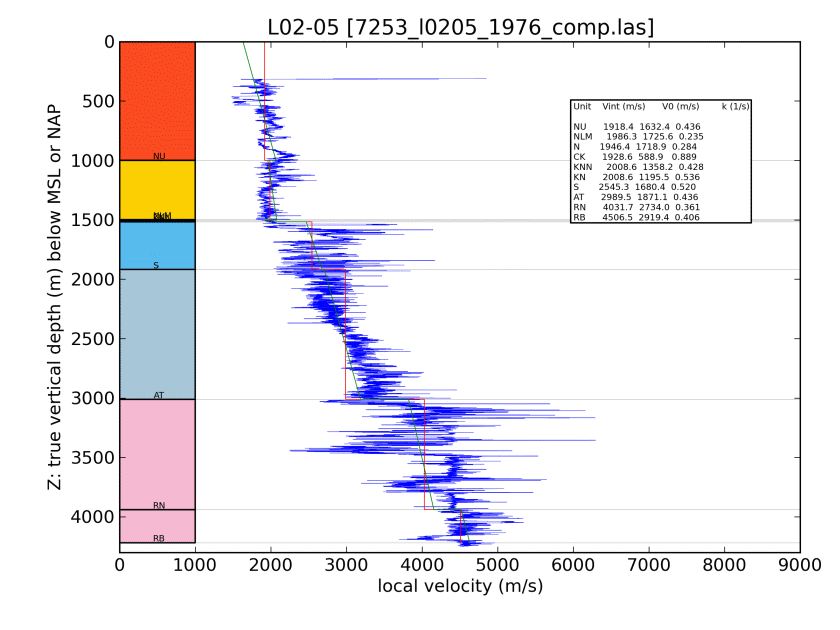 L02-05 [7253_l0205_1976_comp.las]
Z: true vertical depth (m) below MSL or NAP
0
500
1000
1500
2000
2500
3000
3500
4000
NU
NLM
S
AT
RN
RB
Unit Vint (m/s) V0 (m/s) k (1/s)
NU 1918.4 1632.4 0.436
NLM 1986.3 1725.6 0.235
N 1946.4 1718.9 0.284
CK 1928.6 588.9 0.889
KNN 2008.6 1358.2 0.428
KN 2008.6 1195.5 0.536
S 2545.3 1680.4 0.520
AT 2989.5 1871.1 0.436
RN 4031.7 2734.0 0.361
RB 4506.5 2919.4 0.406
0 1000 2000 3000 4000 5000 6000 7000 8000 9000
local velocity (m/s)